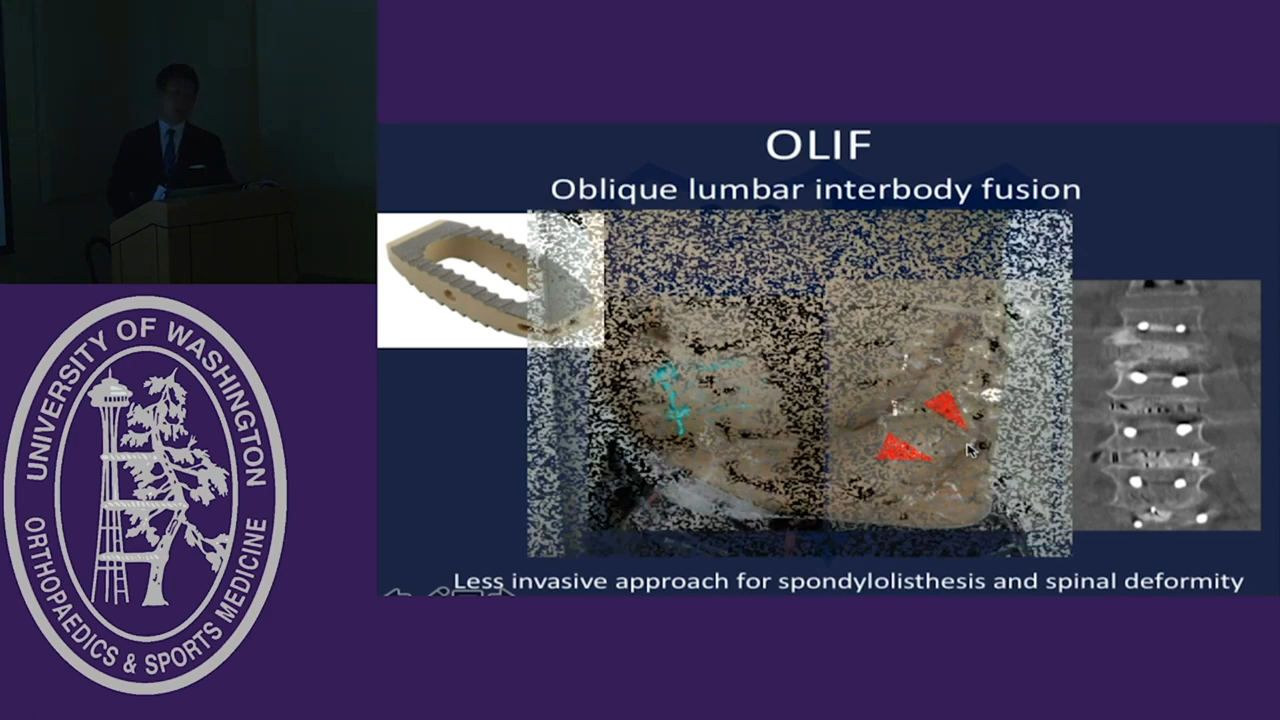 OLIF
Oblique lumbar interbody fusion
Less invasive approach for spondylolisthesis and spinal deformity
UNIVERSITY OF WASHINGTON
ORTHOPAEDICS & SPORTS MEDICINE